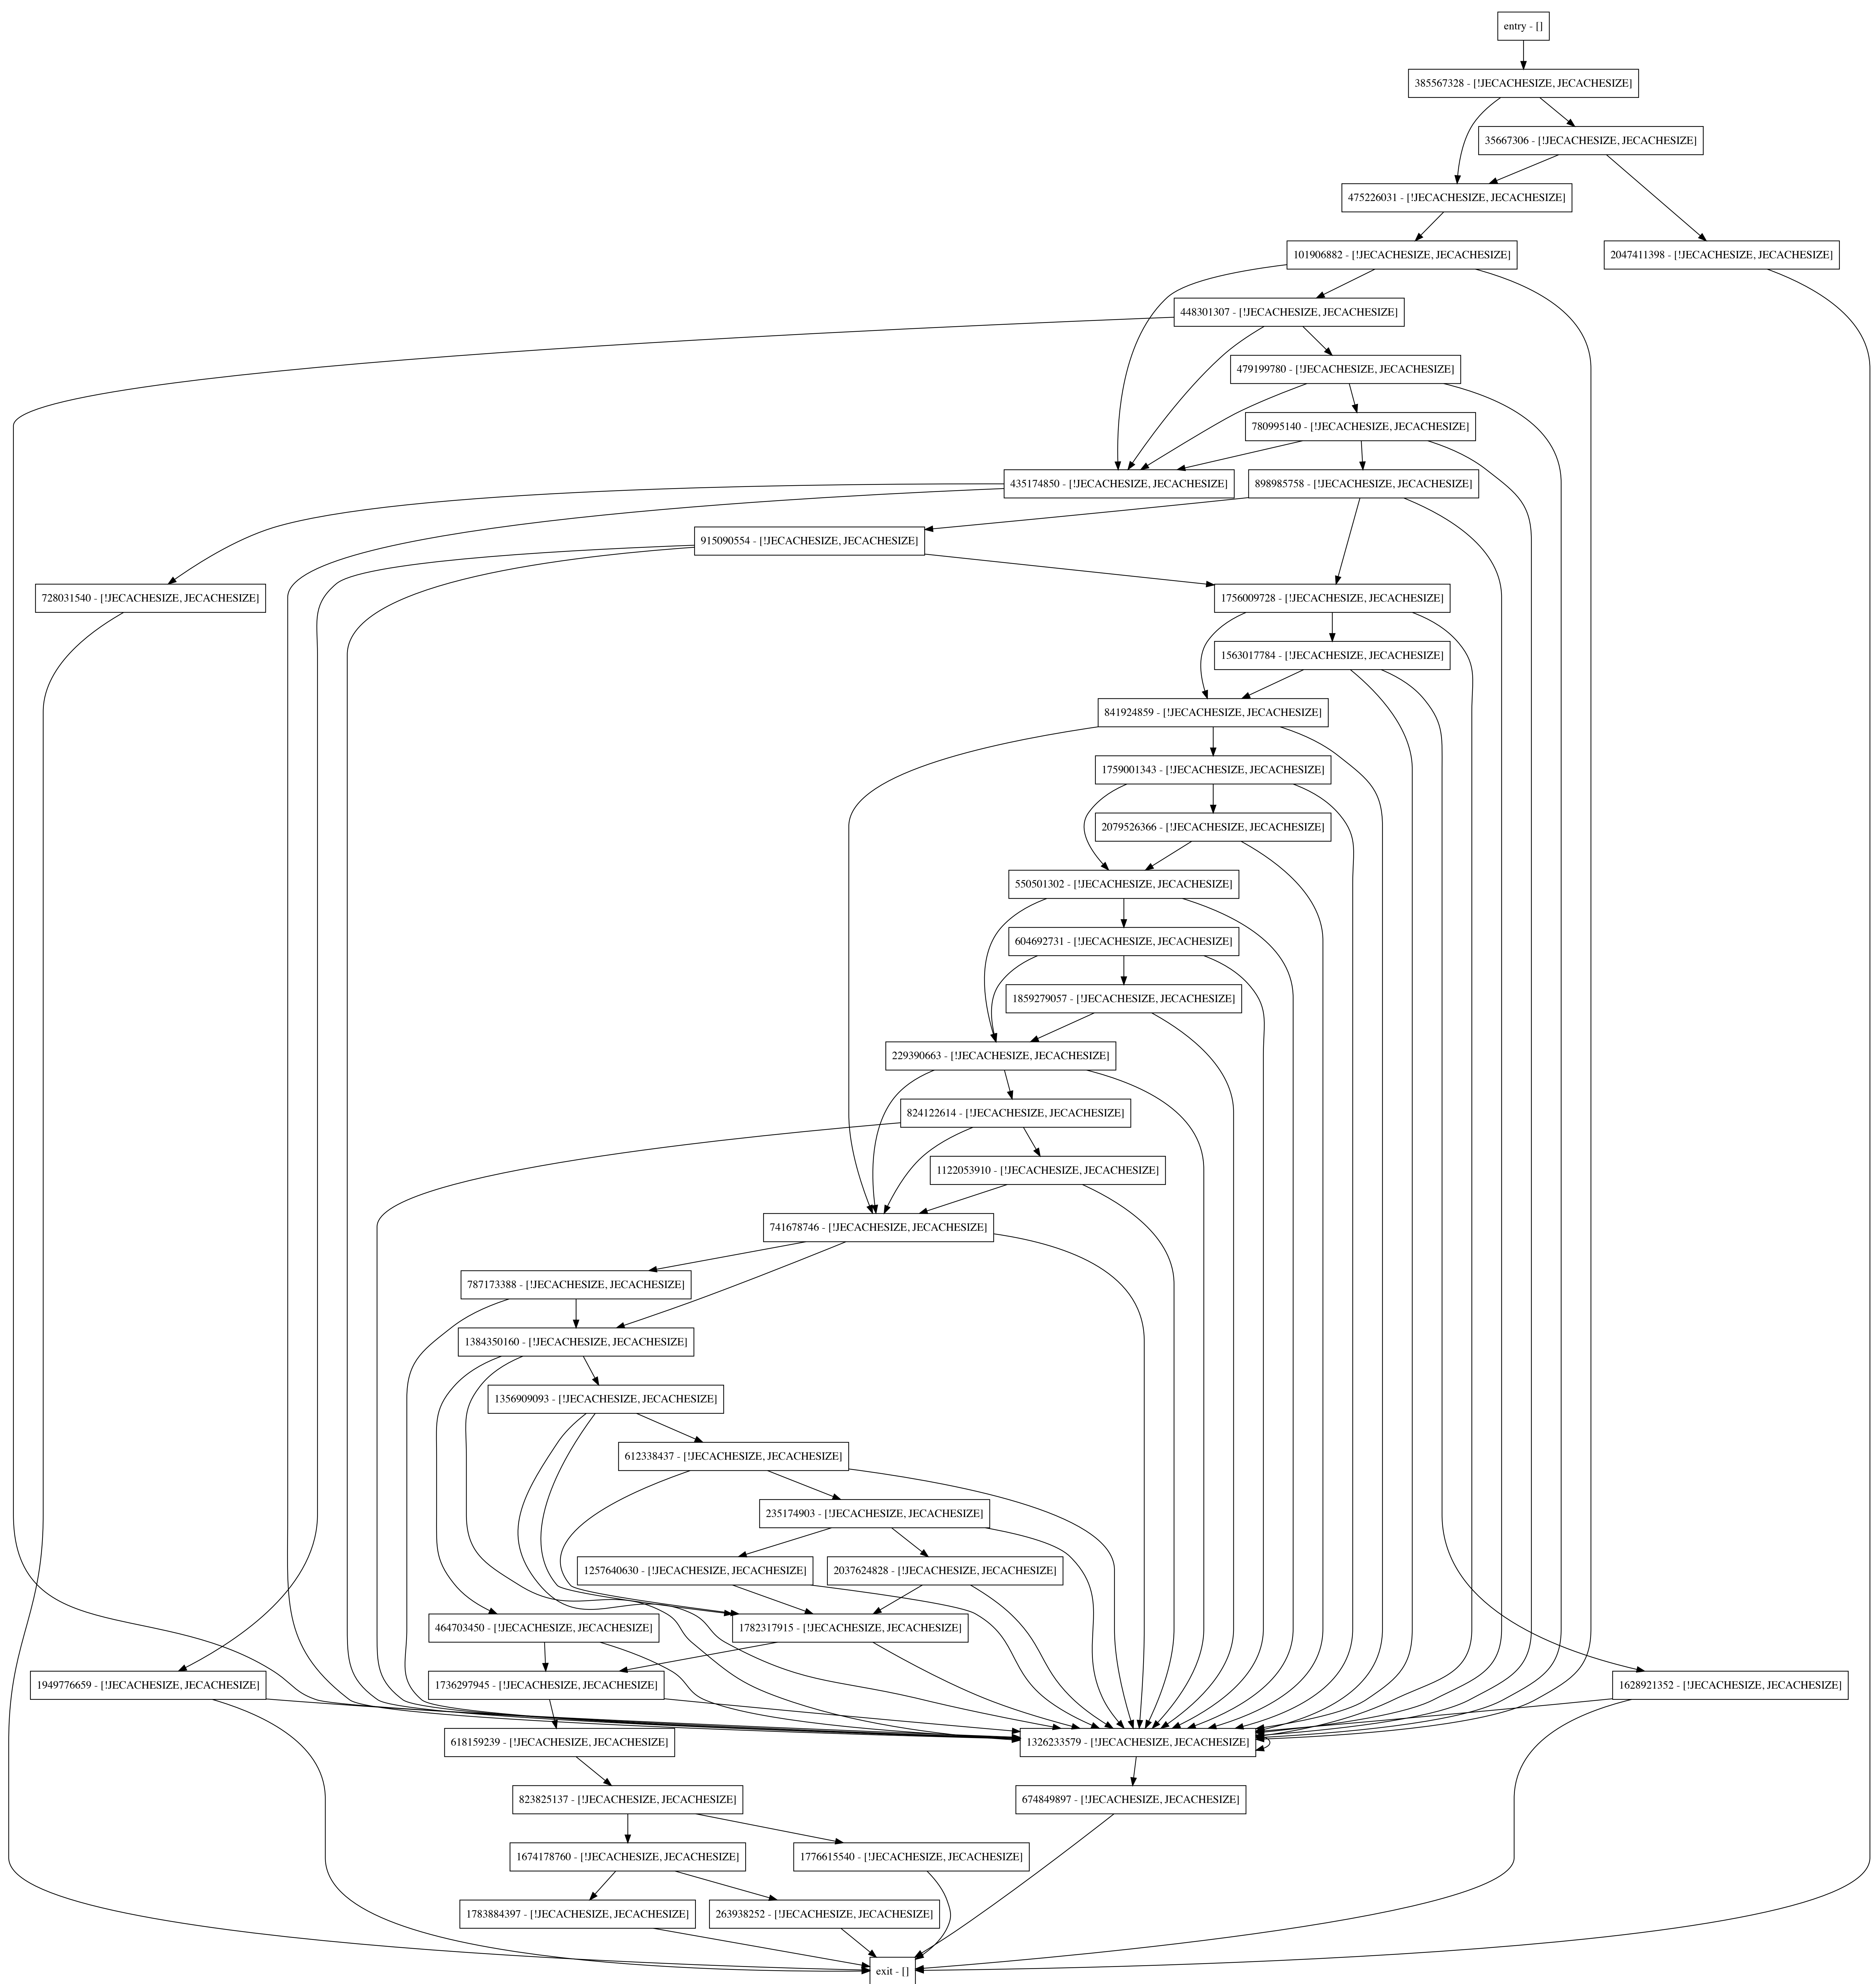 entry - []
385567328 - [!JECACHESIZE, JECACHESIZE]
35667306 - [!JECACHESIZE, JECACHESIZE]
475226031 - [!JECACHESIZE, JECACHESIZE]
101906882 - [!JECACHESIZE, JECACHESIZE]
2047411398 - [!JECACHESIZE, JECACHESIZE]
448301307 - [!JECACHESIZE, JECACHESIZE]
479199780 - [!JECACHESIZE, JECACHESIZE]
780995140 - [!JECACHESIZE, JECACHESIZE]
435174850 - [!JECACHESIZE, JECACHESIZE]
898985758 - [!JECACHESIZE, JECACHESIZE]
915090554 - [!JECACHESIZE, JECACHESIZE]
728031540 - [!JECACHESIZE, JECACHESIZE]
1756009728 - [!JECACHESIZE, JECACHESIZE]
1563017784 - [!JECACHESIZE, JECACHESIZE]
841924859 - [!JECACHESIZE, JECACHESIZE]
1759001343 - [!JECACHESIZE, JECACHESIZE]
2079526366 - [!JECACHESIZE, JECACHESIZE]
550501302 - [!JECACHESIZE, JECACHESIZE]
604692731 - [!JECACHESIZE, JECACHESIZE]
1859279057 - [!JECACHESIZE, JECACHESIZE]
229390663 - [!JECACHESIZE, JECACHESIZE]
824122614 - [!JECACHESIZE, JECACHESIZE]
1122053910 - [!JECACHESIZE, JECACHESIZE]
741678746 - [!JECACHESIZE, JECACHESIZE]
787173388 - [!JECACHESIZE, JECACHESIZE]
1384350160 - [!JECACHESIZE, JECACHESIZE]
1356909093 - [!JECACHESIZE, JECACHESIZE]
612338437 - [!JECACHESIZE, JECACHESIZE]
235174903 - [!JECACHESIZE, JECACHESIZE]
1257640630 - [!JECACHESIZE, JECACHESIZE]
2037624828 - [!JECACHESIZE, JECACHESIZE]
464703450 - [!JECACHESIZE, JECACHESIZE]
1782317915 - [!JECACHESIZE, JECACHESIZE]
1949776659 - [!JECACHESIZE, JECACHESIZE]
1736297945 - [!JECACHESIZE, JECACHESIZE]
1628921352 - [!JECACHESIZE, JECACHESIZE]
618159239 - [!JECACHESIZE, JECACHESIZE]
1326233579 - [!JECACHESIZE, JECACHESIZE]
823825137 - [!JECACHESIZE, JECACHESIZE]
674849897 - [!JECACHESIZE, JECACHESIZE]
1674178760 - [!JECACHESIZE, JECACHESIZE]
1776615540 - [!JECACHESIZE, JECACHESIZE]
1783884397 - [!JECACHESIZE, JECACHESIZE]
263938252 - [!JECACHESIZE, JECACHESIZE]
exit - []